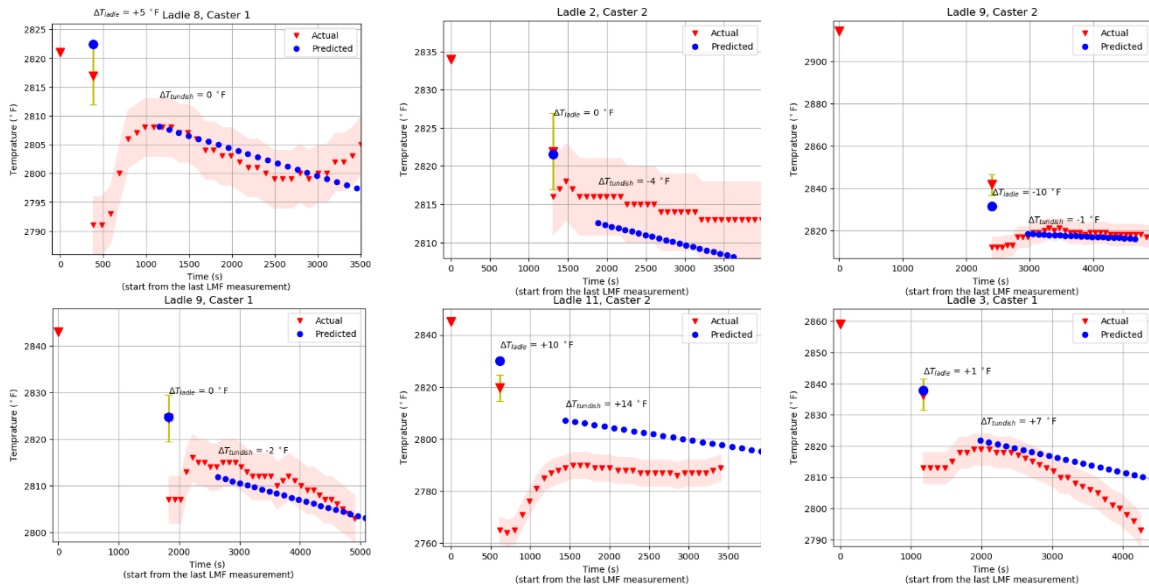 ΔT_ladle = +5 °F
Ladle 8, Caster 1
2825
2820
2815
2810
2805
2800
2795
2790
Temprature (°F)
Actual
Predicted
ΔT_tundish = 0 °F
0 500 1000 1500 2000 2500 3000 3500
Time (s)
(start from the last LMF measurement)
Ladle 2, Caster 2
2835
2830
2825
2820
2815
2810
Temprature (°F)
Actual
Predicted
ΔT_ladle = 0 °F
ΔT_tundish = -4 °F
0 500 1000 1500 2000 2500 3000 3500
Time (s)
(start from the last LMF measurement)
Ladle 9, Caster 2
2900
2880
2860
2840
2820
Temprature (°F)
Actual
Predicted
ΔT_ladle = -10 °F
ΔT_tundish = -1 °F
0 1000 2000 3000 4000
Time (s)
(start from the last LMF measurement)
Ladle 9, Caster 1
2840
2830
2820
2810
2800
Temprature (°F)
Actual
Predicted
ΔT_ladle = 0 °F
ΔT_tundish = -2 °F
0 1000 2000 3000 4000 5000
Time (s)
(start from the last LMF measurement)
Ladle 11, Caster 2
2840
2820
2800
2780
2760
Temprature (°F)
Actual
Predicted
ΔT_ladle = +10 °F
ΔT_tundish = +14 °F
0 500 1000 1500 2000 2500 3000 3500
Time (s)
(start from the last LMF measurement)
Ladle 3, Caster 1
2860
2850
2840
2830
2820
2810
2800
2790
Temprature (°F)
Actual
Predicted
ΔT_ladle = +1 °F
ΔT_tundish = +7 °F
0 1000 2000 3000 4000
Time (s)
(start from the last LMF measurement)